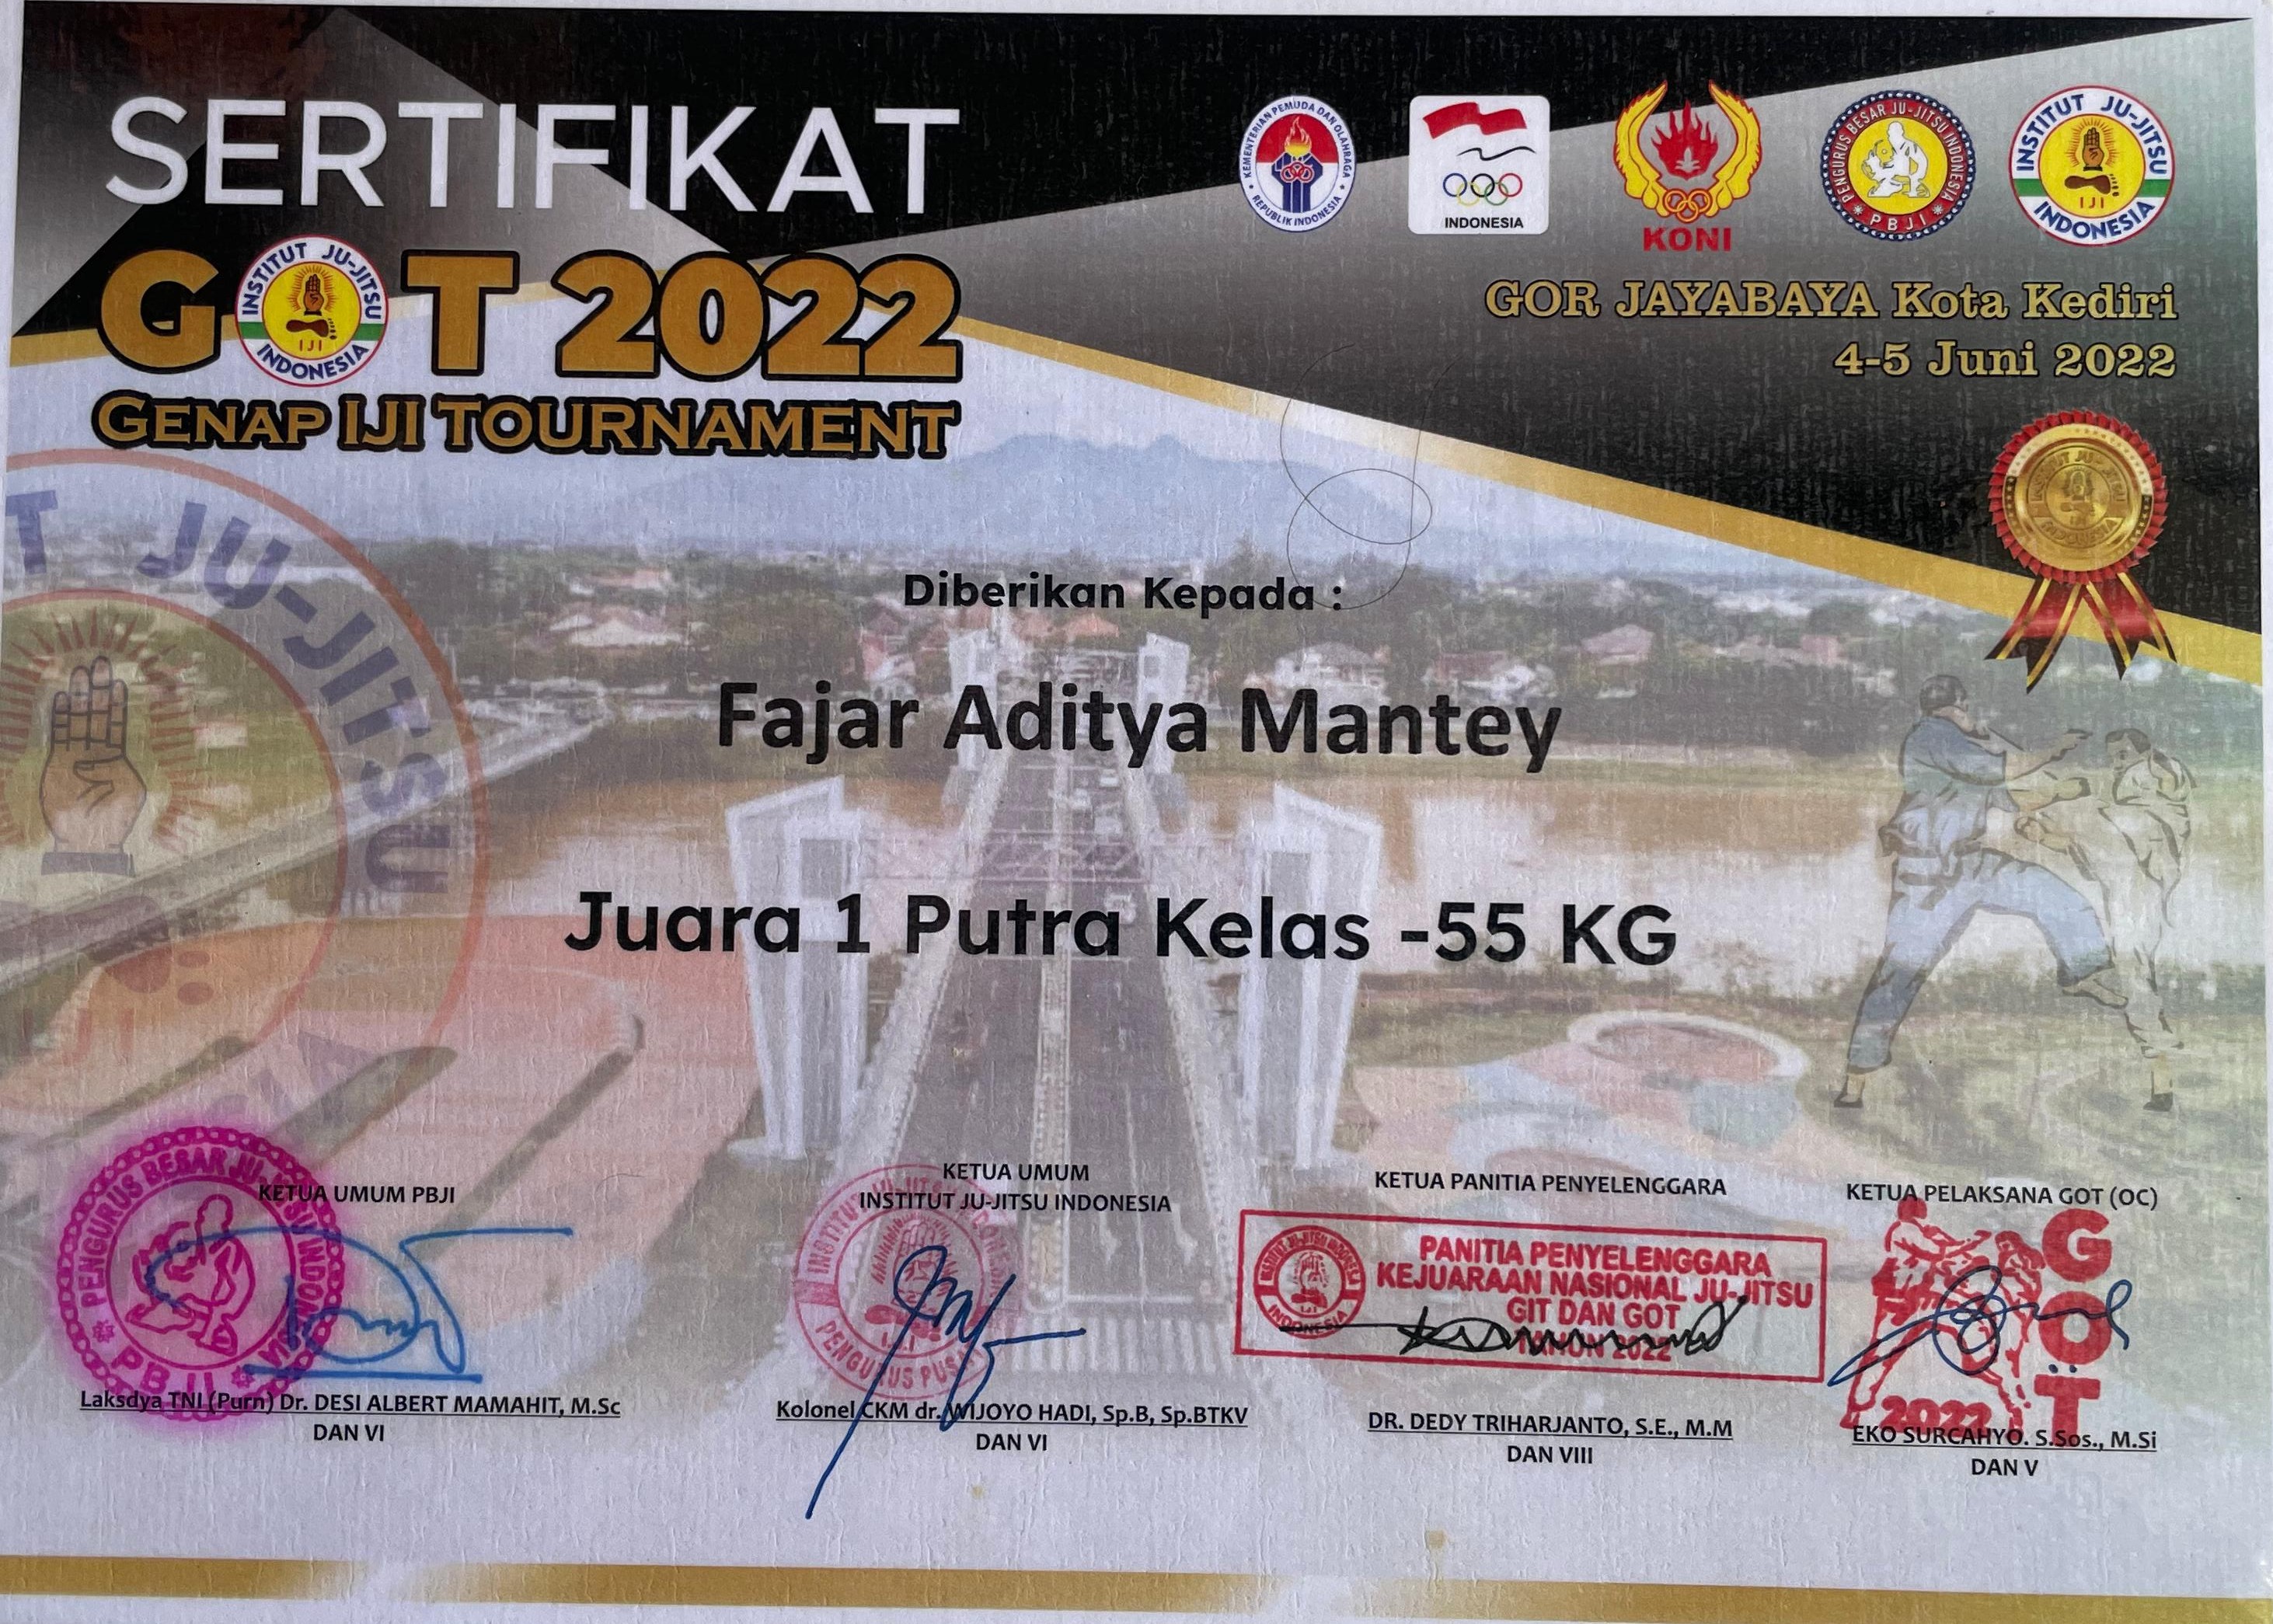 SERTIFIKAT
GOT 2022
GENAP IJI TOURNAMENT
INSTITUT JU-JITSU
INDONESIA
IJI
KEMENTERIAN PEMUDA DAN OLAHRAGA
REPUBLIK INDONESIA
INDONESIA
KONI
PENGURUS BESAR JU-JITSU INDONESIA
PBJI
INSTITUT JU-JITSU
INDONESIA
IJI
GOR JAYABAYA Kota Kediri
4-5 Juni 2022
T JU-JITSU
Diberikan Kepada :
Fajar Aditya Mantey
Juara 1 Putra Kelas -55 KG
KETUA UMUM PBJI
PENGURUS BESAR JU-JITSU INDONESIA
PBJI
Laksdya TNI (Purn) Dr. DESI ALBERT MAMAHIT, M.Sc
DAN VI
KETUA UMUM
INSTITUT JU-JITSU INDONESIA
PENGURUS PUSAT
Kolonel CKM dr. WIJOYO HADI, Sp.B, Sp.BTKV
DAN VI
KETUA PANITIA PENYELENGGARA
PANITIA PENYELENGGARA
KEJUARAAN NASIONAL JU-JITSU
GIT DAN GOT
TAHUN 2022
DR. DEDY TRIHARJANTO, S.E., M.M
DAN VIII
KETUA PELAKSANA GOT (OC)
GOT
2022
EKO SURCAHYO. S.Sos., M.Si
DAN V